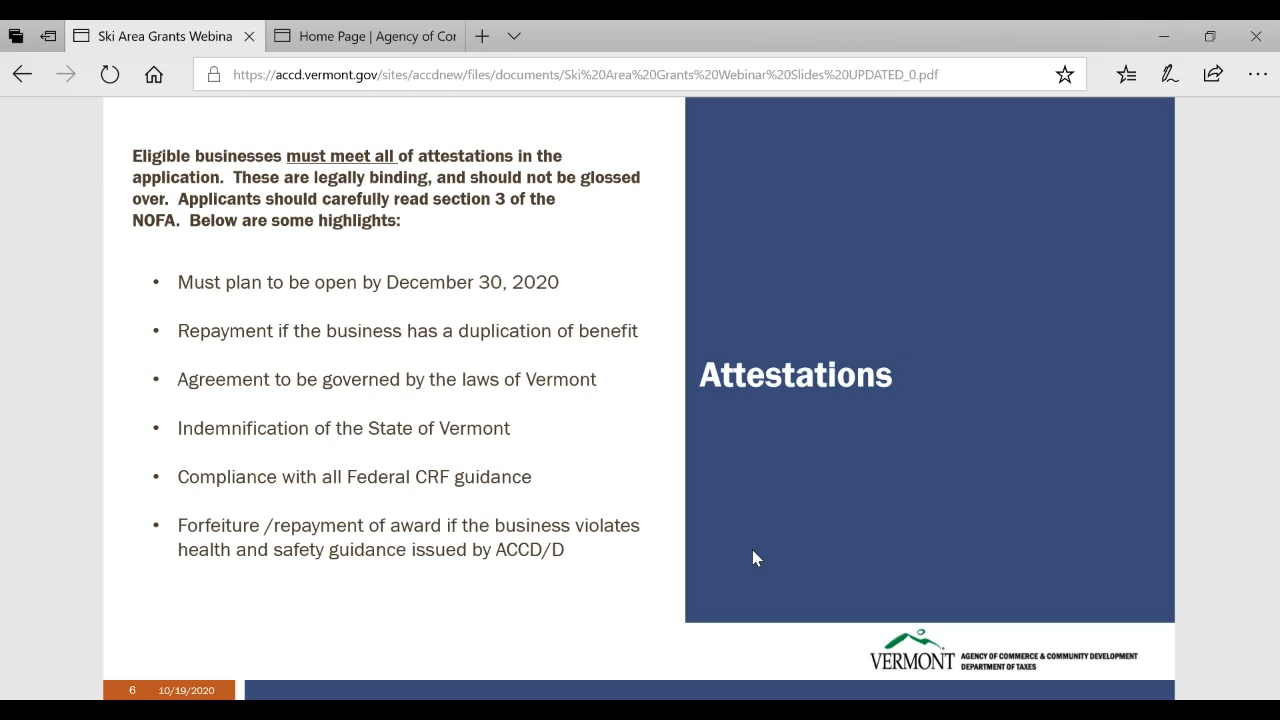 Ski Area Grants Webina
Home Page | Agency of Cor
https://accd.vermont.gov/sites/accdnew/files/documents/Ski%20Area%20Grants%20Webinar%20Slides%20UPDATED_0.pdf
Eligible businesses must meet all of attestations in the
application. These are legally binding, and should not be glossed
over. Applicants should carefully read section 3 of the
NOFA. Below are some highlights:
• Must plan to be open by December 30, 2020
• Repayment if the business has a duplication of benefit
• Agreement to be governed by the laws of Vermont
• Indemnification of the State of Vermont
• Compliance with all Federal CRF guidance
• Forfeiture /repayment of award if the business violates
health and safety guidance issued by ACCD/D
Attestations
VERMONT
AGENCY OF COMMERCE & COMMUNITY DEVELOPMENT
DEPARTMENT OF TAXES
6 10/19/2020